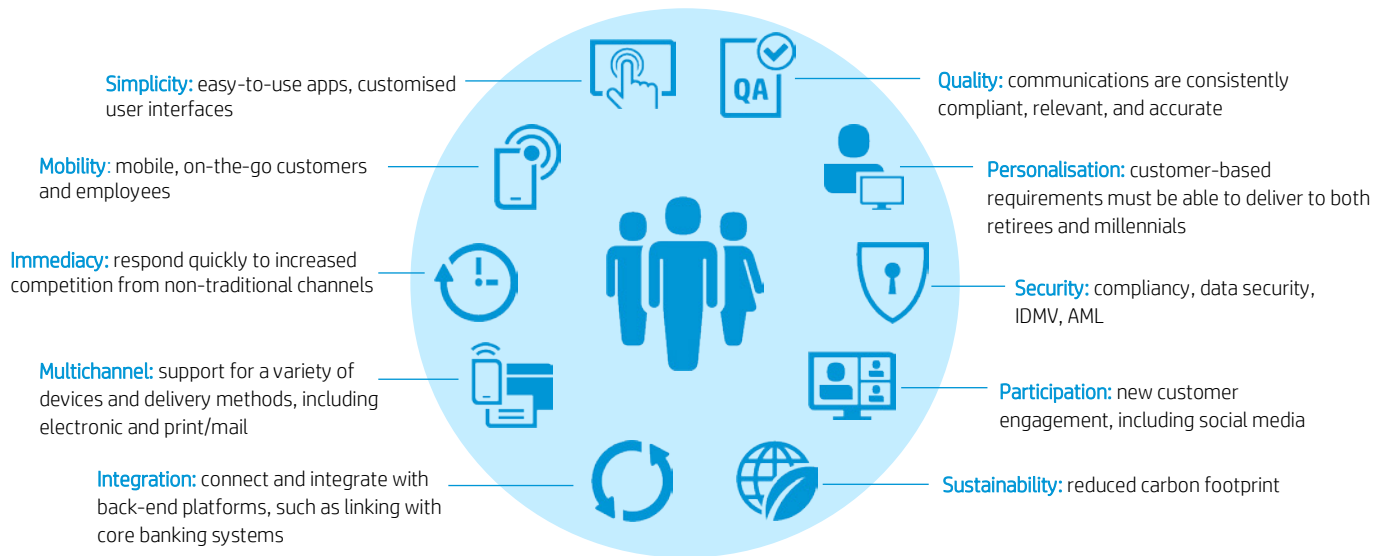 Simplicity: easy-to-use apps, customised
user interfaces
Mobility: mobile, on-the-go customers
and employees
Immediacy: respond quickly to increased
competition from non-traditional channels
Multichannel: support for a variety of
devices and delivery methods, including
electronic and print/mail
Integration: connect and integrate with
back-end platforms, such as linking with
core banking systems
QA
Quality: communications are consistently
compliant, relevant, and accurate
Personalisation: customer-based
requirements must be able to deliver to both
retirees and millennials
Security: compliancy, data security,
IDMV, AML
Participation: new customer
engagement, including social media
Sustainability: reduced carbon footprint